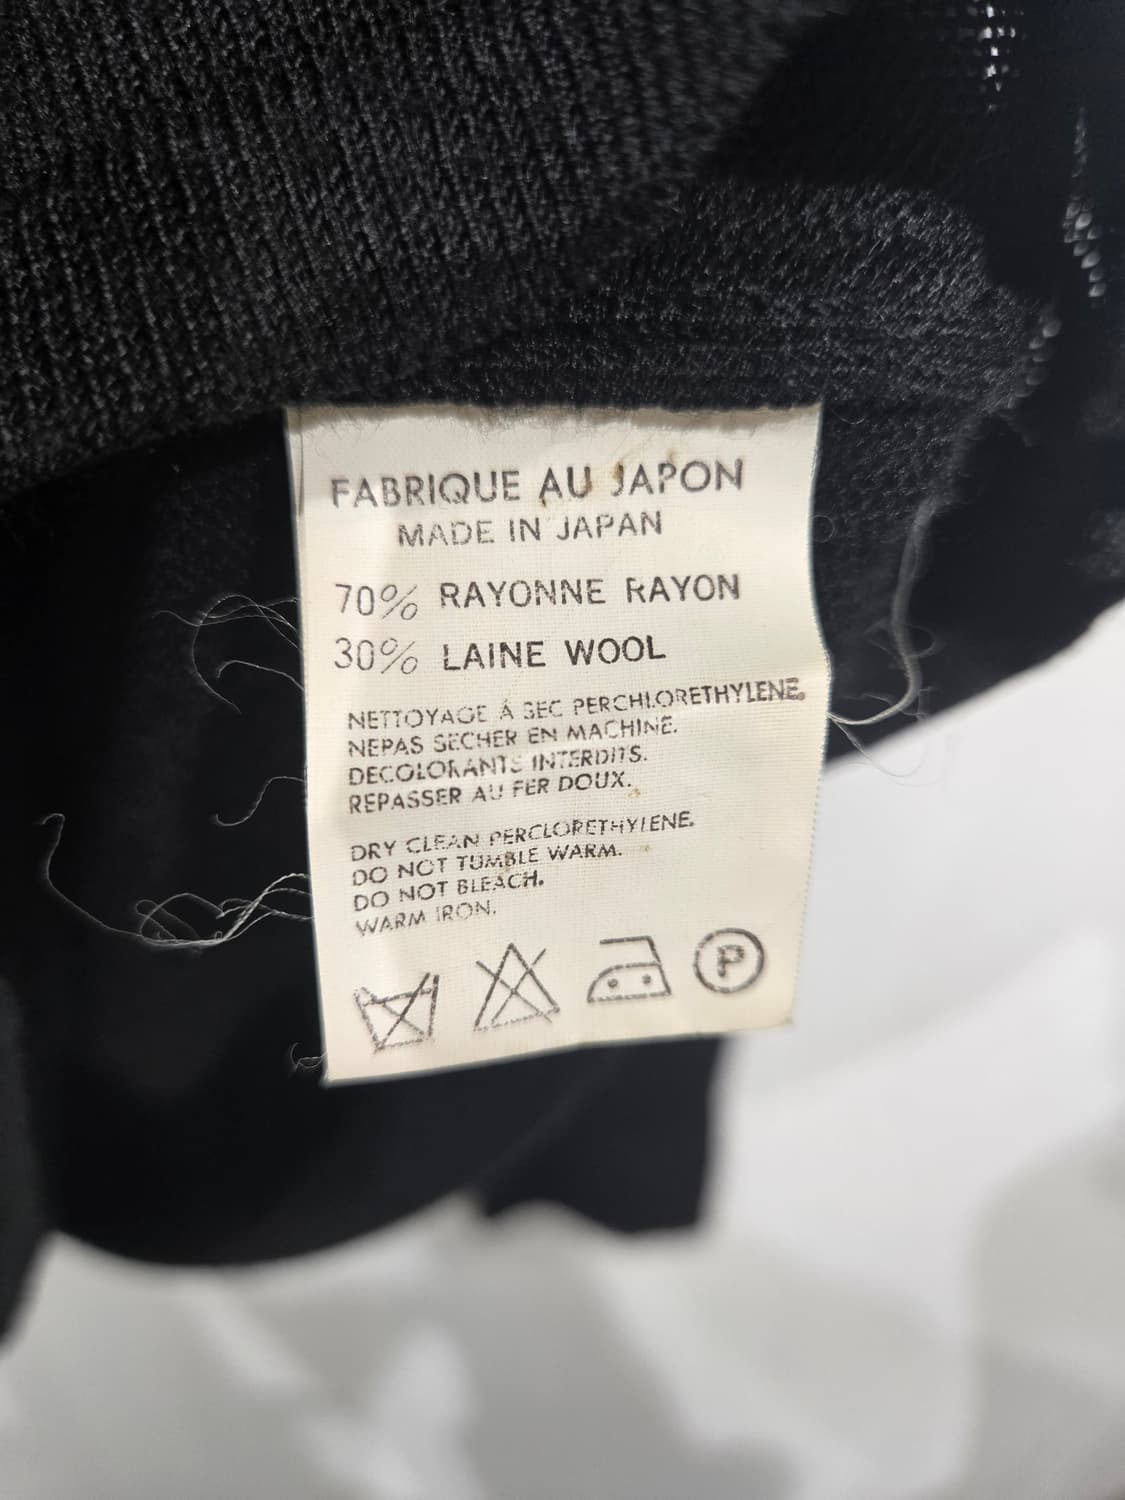 FABRIQUE AU JAPON
MADE IN JAPAN
70% RAYONNE RAYON
30% LAINE WOOL
NETTOYAGE Á SEC PERCHLORETHYLENE.
NEPAS SECHER EN MACHINE.
DECOLORANTS INTERDITS.
REPASSER AU FER DOUX.
DRY CLEAN PERCLORETHYLENE.
DO NOT TUMBLE WARM.
DO NOT BLEACH.
WARM IRON.
P